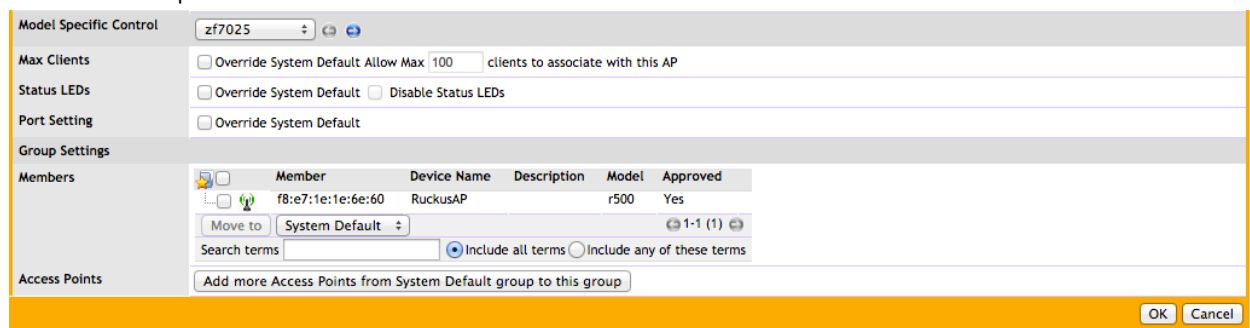 Model Specific Control zf7025
Max Clients Override System Default Allow Max 100 clients to associate with this AP
Status LEDs Override System Default Disable Status LEDs
Port Setting Override System Default
Group Settings
Members Member Device Name Description Model Approved
f8:e7:1e:1e:6e:60 RuckusAP r500 Yes
Move to System Default 1-1 (1)
Search terms Include all terms Include any of these terms
Access Points Add more Access Points from System Default group to this group
OK Cancel